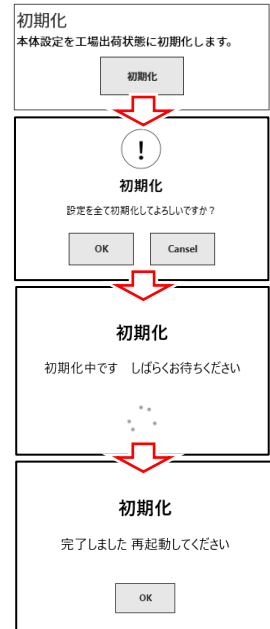 初期化
本体設定を工場出荷状態に初期化します。
初期化
!
初期化
設定を全て初期化してよろしいですか？
OK Cansel
初期化
初期化中です　しばらくお待ちください
初期化
完了しました 再起動してください
OK